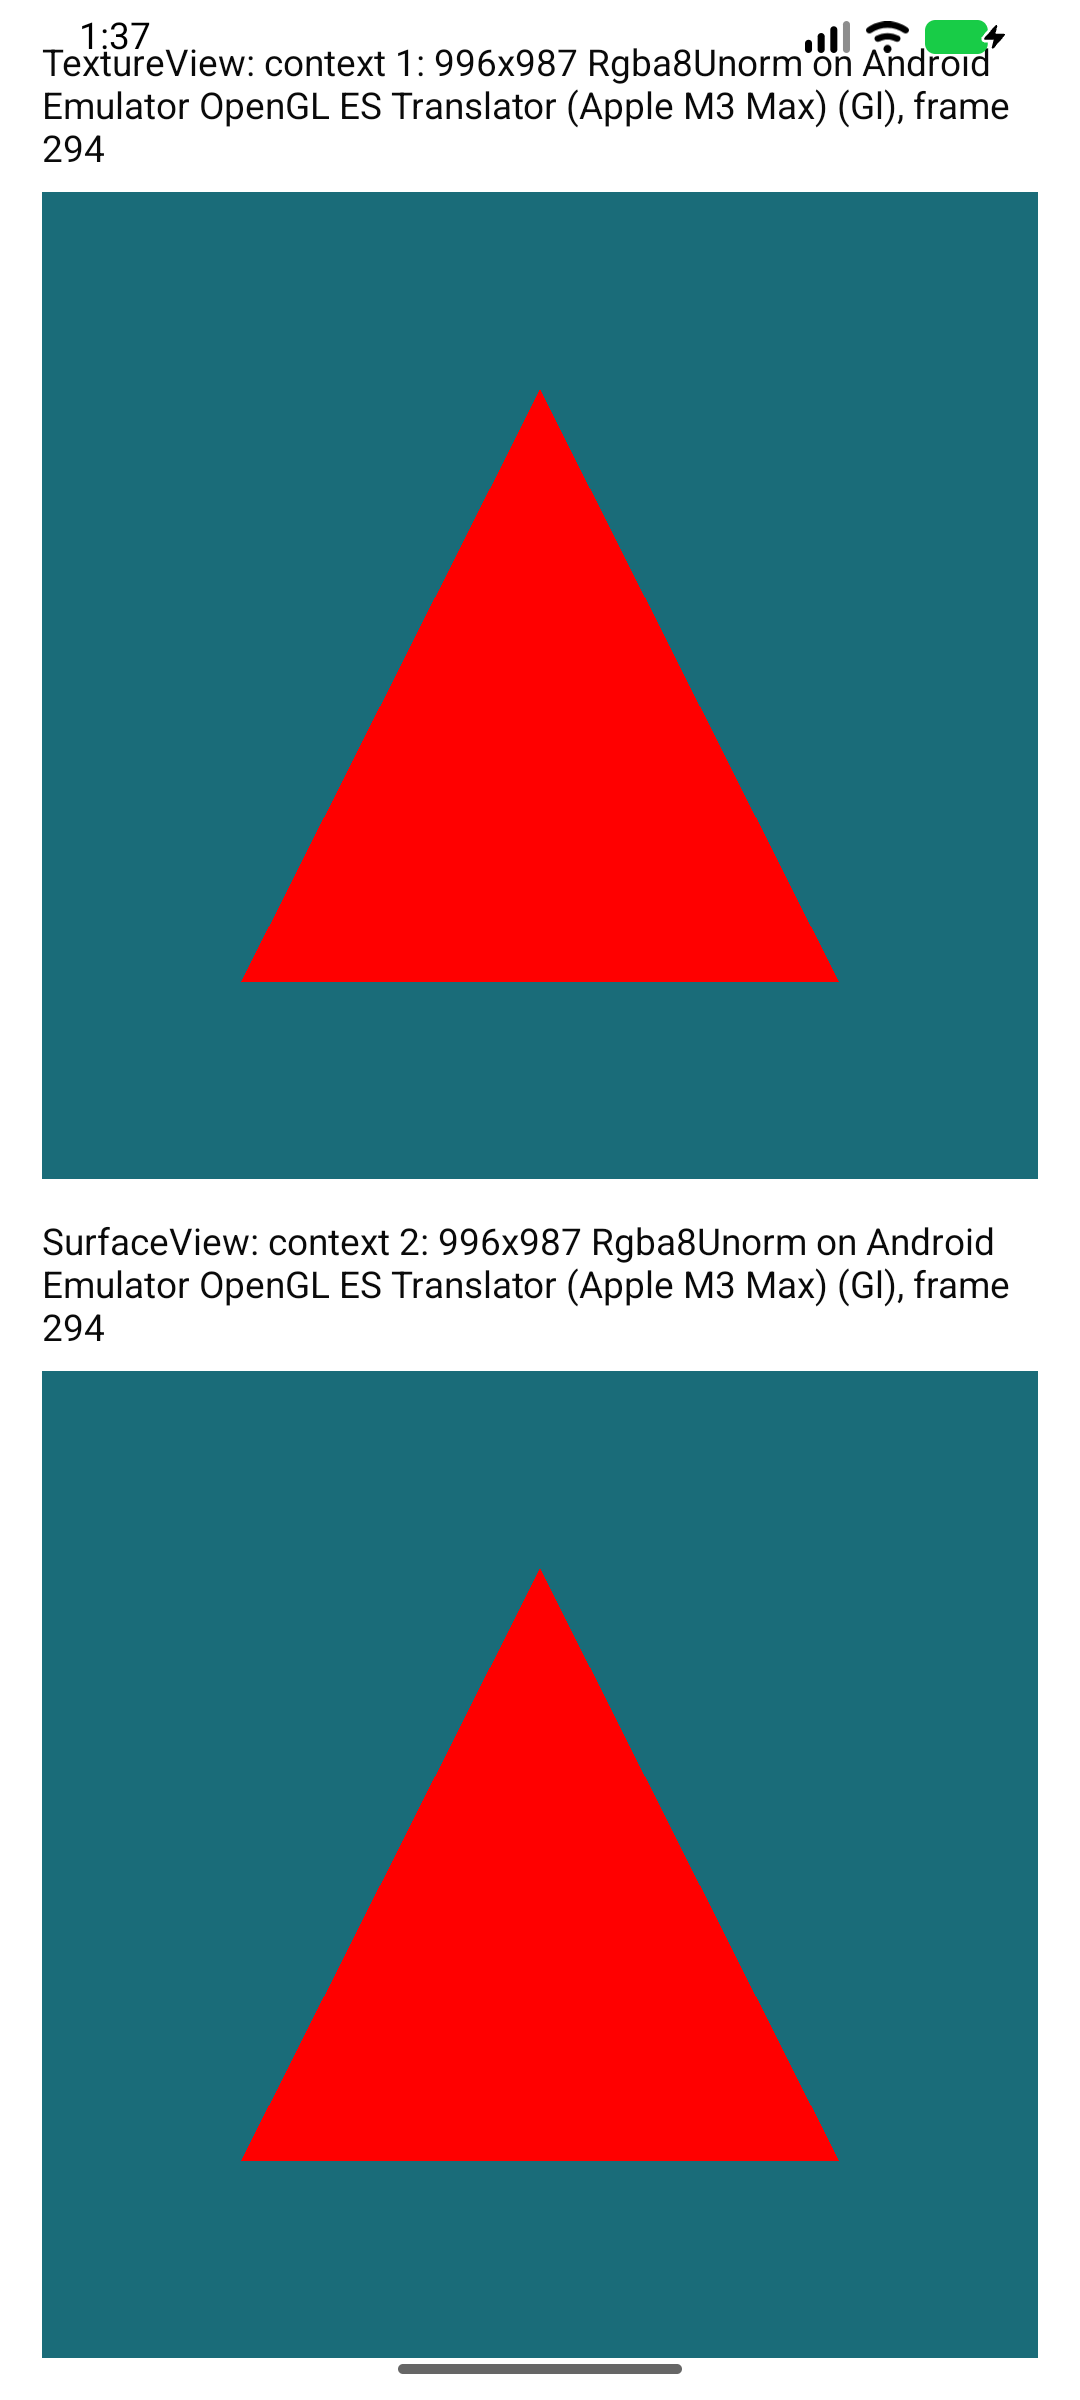 1:37
TextureView: context 1: 996x987 Rgba8Unorm on Android
Emulator OpenGL ES Translator (Apple M3 Max) (Gl), frame
294
SurfaceView: context 2: 996x987 Rgba8Unorm on Android
Emulator OpenGL ES Translator (Apple M3 Max) (Gl), frame
294